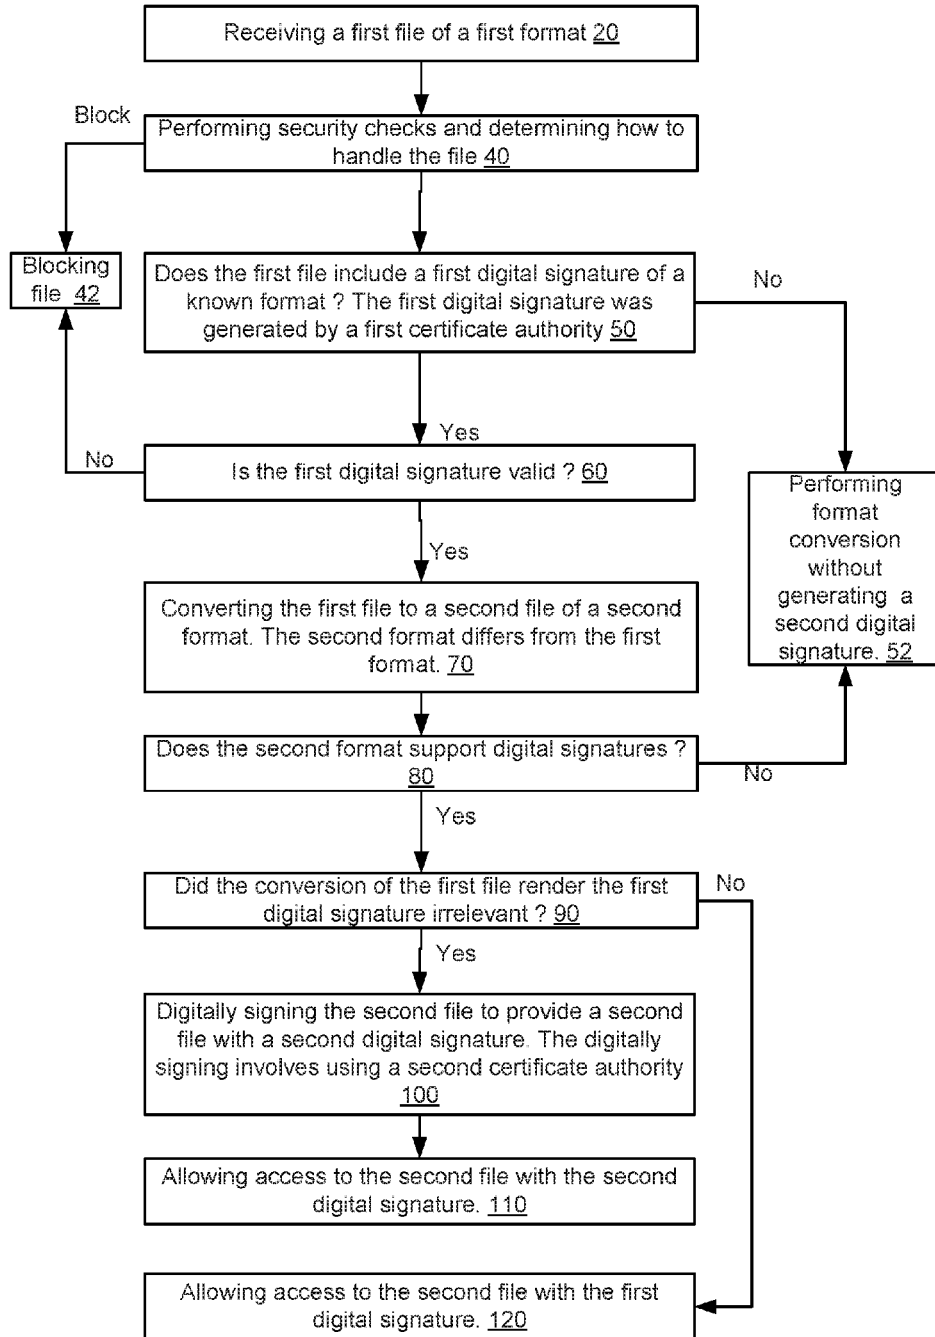 Receiving a first file of a first format 20
Block
Performing security checks and determining how to
handle the file 40
Blocking
file 42
Does the first file include a first digital signature of a
known format ? The first digital signature was
generated by a first certificate authority 50
No
Yes
No
Is the first digital signature valid ? 60
Performing
format
conversion
without
generating a
second digital
signature. 52
Yes
Converting the first file to a second file of a second
format. The second format differs from the first
format. 70
Does the second format support digital signatures ?
80
No
Yes
Did the conversion of the first file render the first
digital signature irrelevant ? 90
No
Yes
Digitally signing the second file to provide a second
file with a second digital signature. The digitally
signing involves using a second certificate authority
100
Allowing access to the second file with the second
digital signature. 110
Allowing access to the second file with the first
digital signature. 120